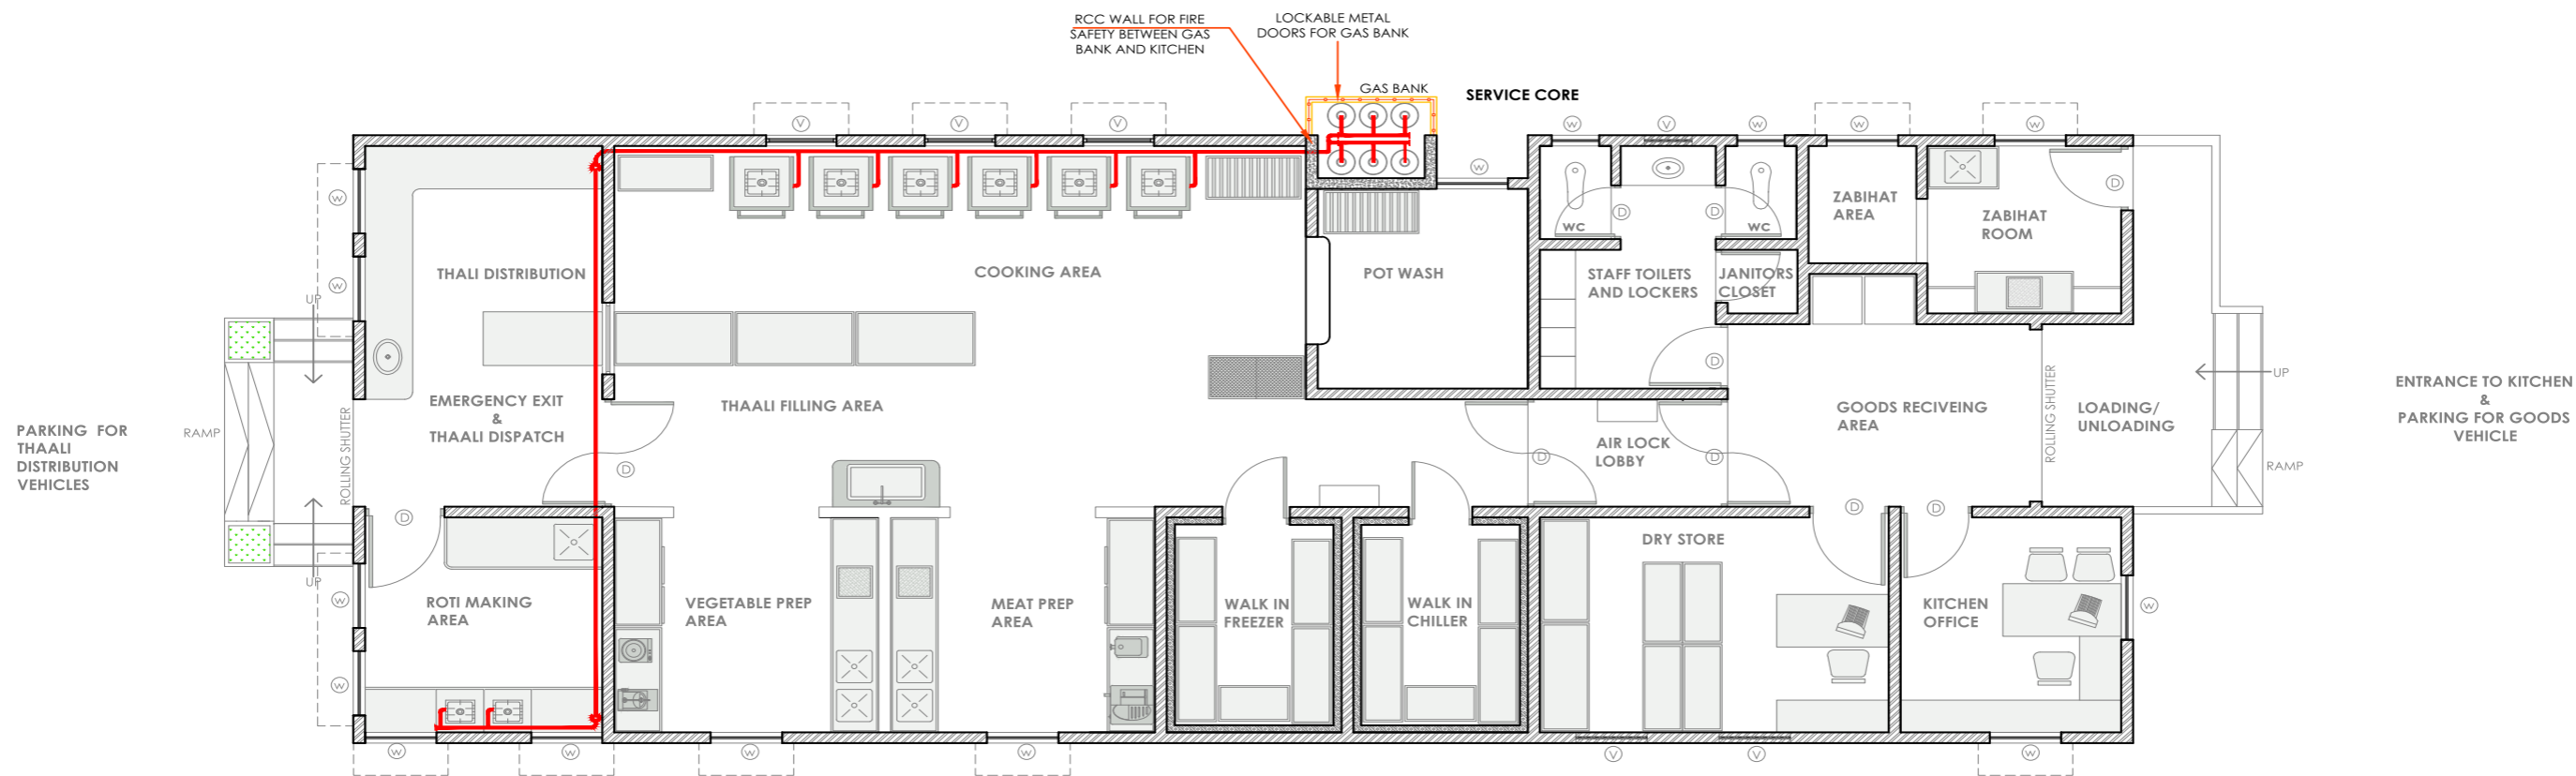 RCC WALL FOR FIRE
SAFETY BETWEEN GAS
BANK AND KITCHEN
LOCKABLE METAL
DOORS FOR GAS BANK
GAS BANK
SERVICE CORE
V
V
V
W
V
W
W
W
W
W
W
D
D
D
WC
WC
ZABIHAT
AREA
ZABIHAT
ROOM
THALI DISTRIBUTION
COOKING AREA
POT WASH
STAFF TOILETS
AND LOCKERS
JANITORS
CLOSET
UP
D
UP
ENTRANCE TO KITCHEN
&
PARKING FOR GOODS
VEHICLE
EMERGENCY EXIT
&
THAALI DISPATCH
THAALI FILLING AREA
GOODS RECIVEING
AREA
LOADING/
UNLOADING
ROLLING SHUTTER
ROLLING SHUTTER
PARKING FOR
THAALI
DISTRIBUTION
VEHICLES
RAMP
RAMP
AIR LOCK
LOBBY
D
D
D
D
D
D
UP
DRY STORE
ROTI MAKING
AREA
VEGETABLE PREP
AREA
MEAT PREP
AREA
WALK IN
FREEZER
WALK IN
CHILLER
KITCHEN
OFFICE
W
W
W
W
W
W
W
V
V
W